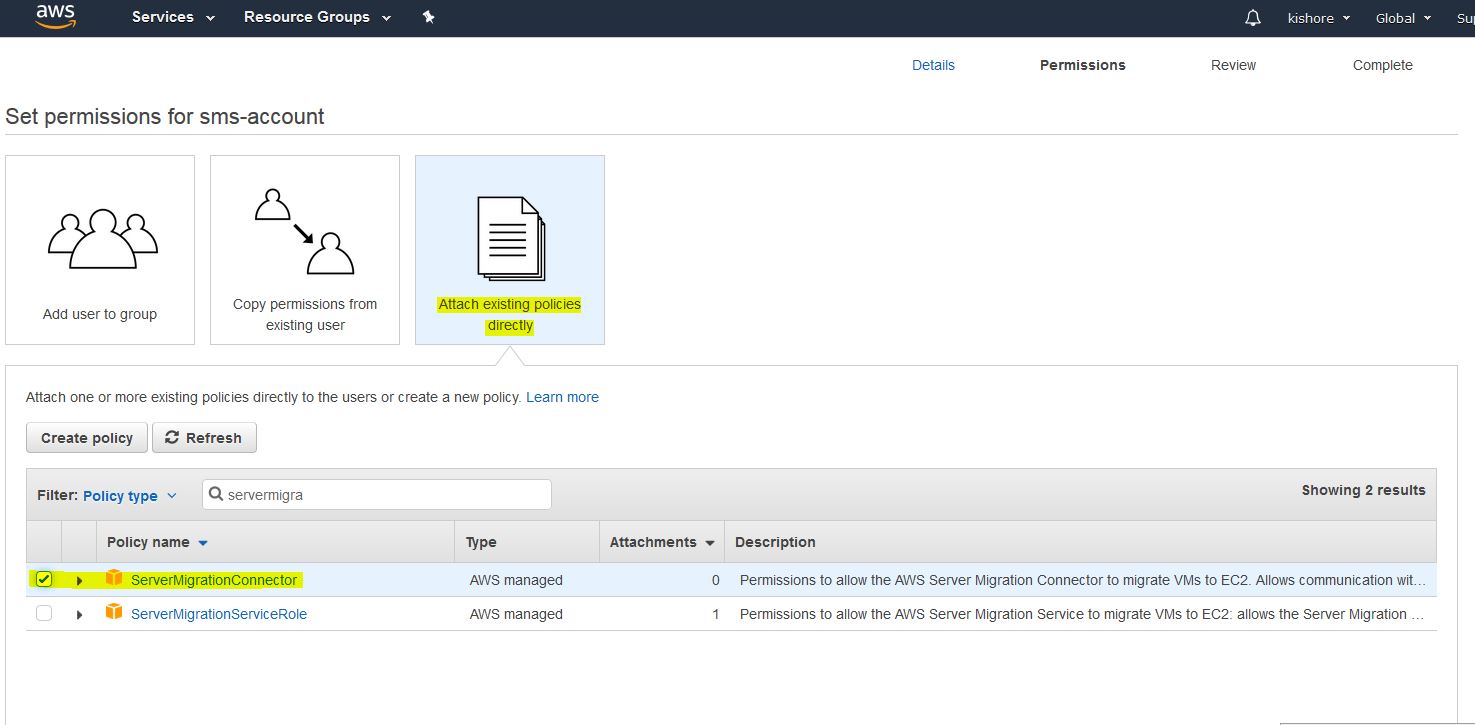 aws Services Resource Groups kishore Global Sup
Details Permissions Review Complete
Set permissions for sms-account
Add user to group
Copy permissions from
existing user
Attach existing policies
directly
Attach one or more existing policies directly to the users or create a new policy. Learn more
Create policy Refresh
Filter: Policy type servermigra Showing 2 results
Policy name Type Attachments Description
ServerMigrationConnector AWS managed 0 Permissions to allow the AWS Server Migration Connector to migrate VMs to EC2. Allows communication wit...
ServerMigrationServiceRole AWS managed 1 Permissions to allow the AWS Server Migration Service to migrate VMs to EC2: allows the Server Migration ...